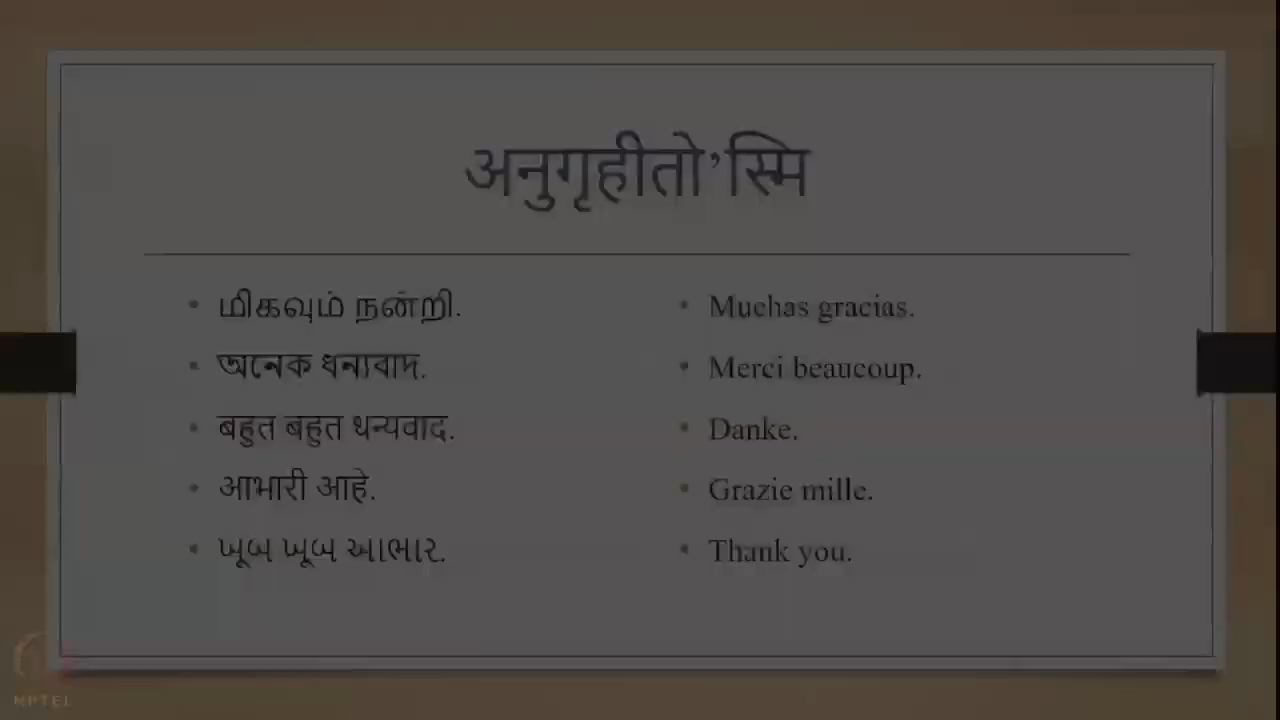 अनुगृहीतो’स्मि
மிகவும் நன்றி.
অনেক ধন্যবাদ.
बहुत बहुत धन्यवाद.
आभारी आहे.
ખૂબ ખૂબ આભાર.
Muchas gracias.
Merci beaucoup.
Danke.
Grazie mille.
Thank you.
NPTEL